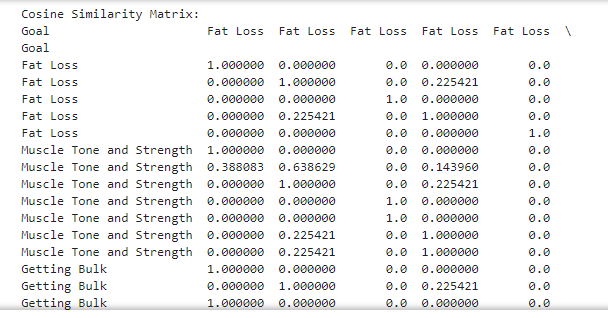 Cosine Similarity Matrix:
Goal Fat Loss Fat Loss Fat Loss Fat Loss Fat Loss \
Goal
Fat Loss 1.000000 0.000000 0.0 0.000000 0.0
Fat Loss 0.000000 1.000000 0.0 0.225421 0.0
Fat Loss 0.000000 0.000000 1.0 0.000000 0.0
Fat Loss 0.000000 0.225421 0.0 1.000000 0.0
Fat Loss 0.000000 0.000000 0.0 0.000000 1.0
Muscle Tone and Strength 1.000000 0.000000 0.0 0.000000 0.0
Muscle Tone and Strength 0.388083 0.638629 0.0 0.143960 0.0
Muscle Tone and Strength 0.000000 1.000000 0.0 0.225421 0.0
Muscle Tone and Strength 0.000000 0.000000 1.0 0.000000 0.0
Muscle Tone and Strength 0.000000 0.000000 1.0 0.000000 0.0
Muscle Tone and Strength 0.000000 0.225421 0.0 1.000000 0.0
Muscle Tone and Strength 0.000000 0.225421 0.0 1.000000 0.0
Getting Bulk 1.000000 0.000000 0.0 0.000000 0.0
Getting Bulk 0.000000 1.000000 0.0 0.225421 0.0
Getting Bulk 1.000000 0.000000 0.0 0.000000 0.0